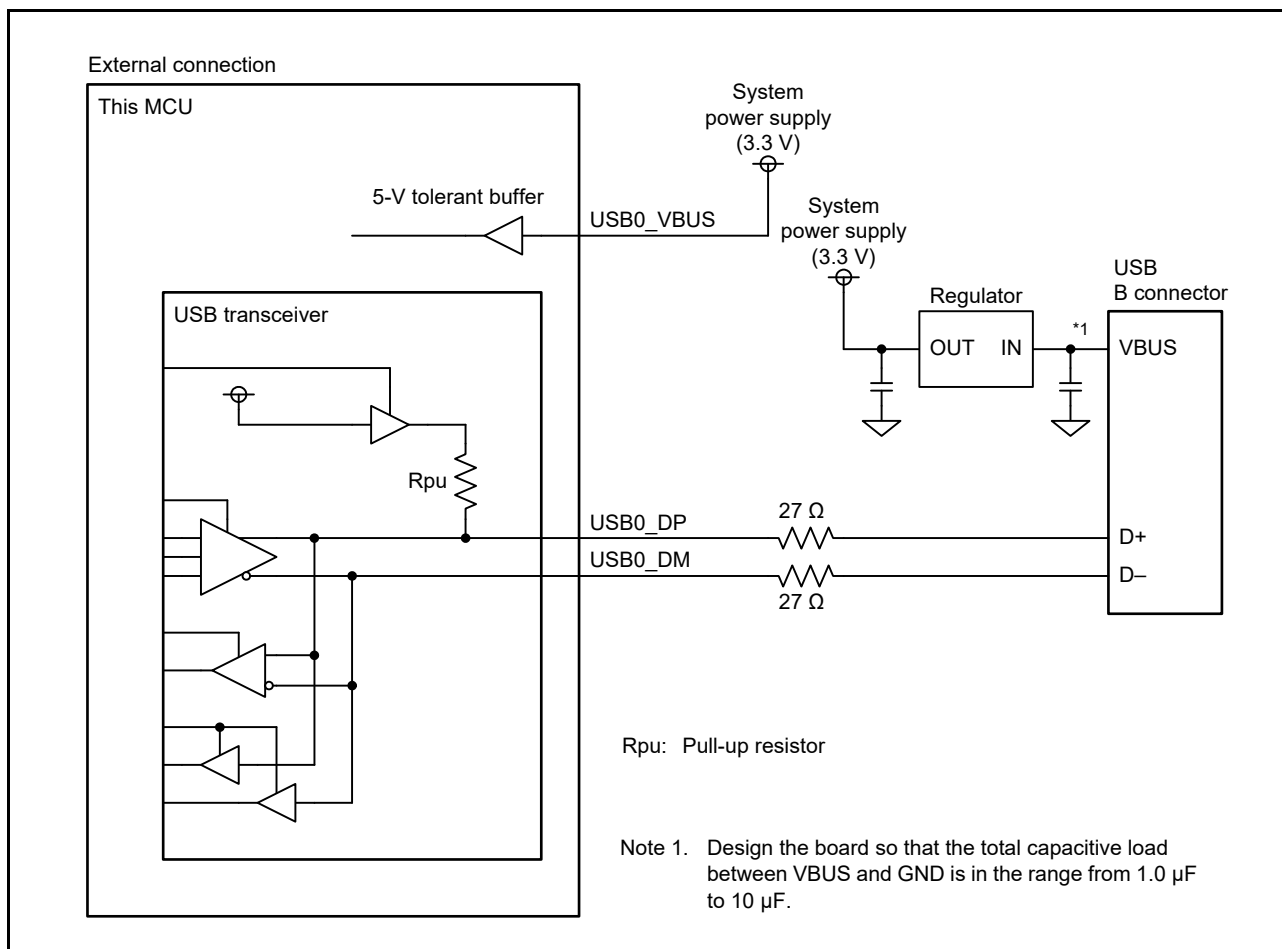 External connection
This MCU
System
power supply
(3.3 V)
5-V tolerant buffer
USB0_VBUS
System
power supply
(3.3 V)
USB
B connector
Regulator
OUT IN
*1
VBUS
USB transceiver
Rpu
USB0_DP
27 Ω
D+
USB0_DM
27 Ω
D–
Rpu: Pull-up resistor
Note 1. Design the board so that the total capacitive load
between VBUS and GND is in the range from 1.0 µF
to 10 µF.